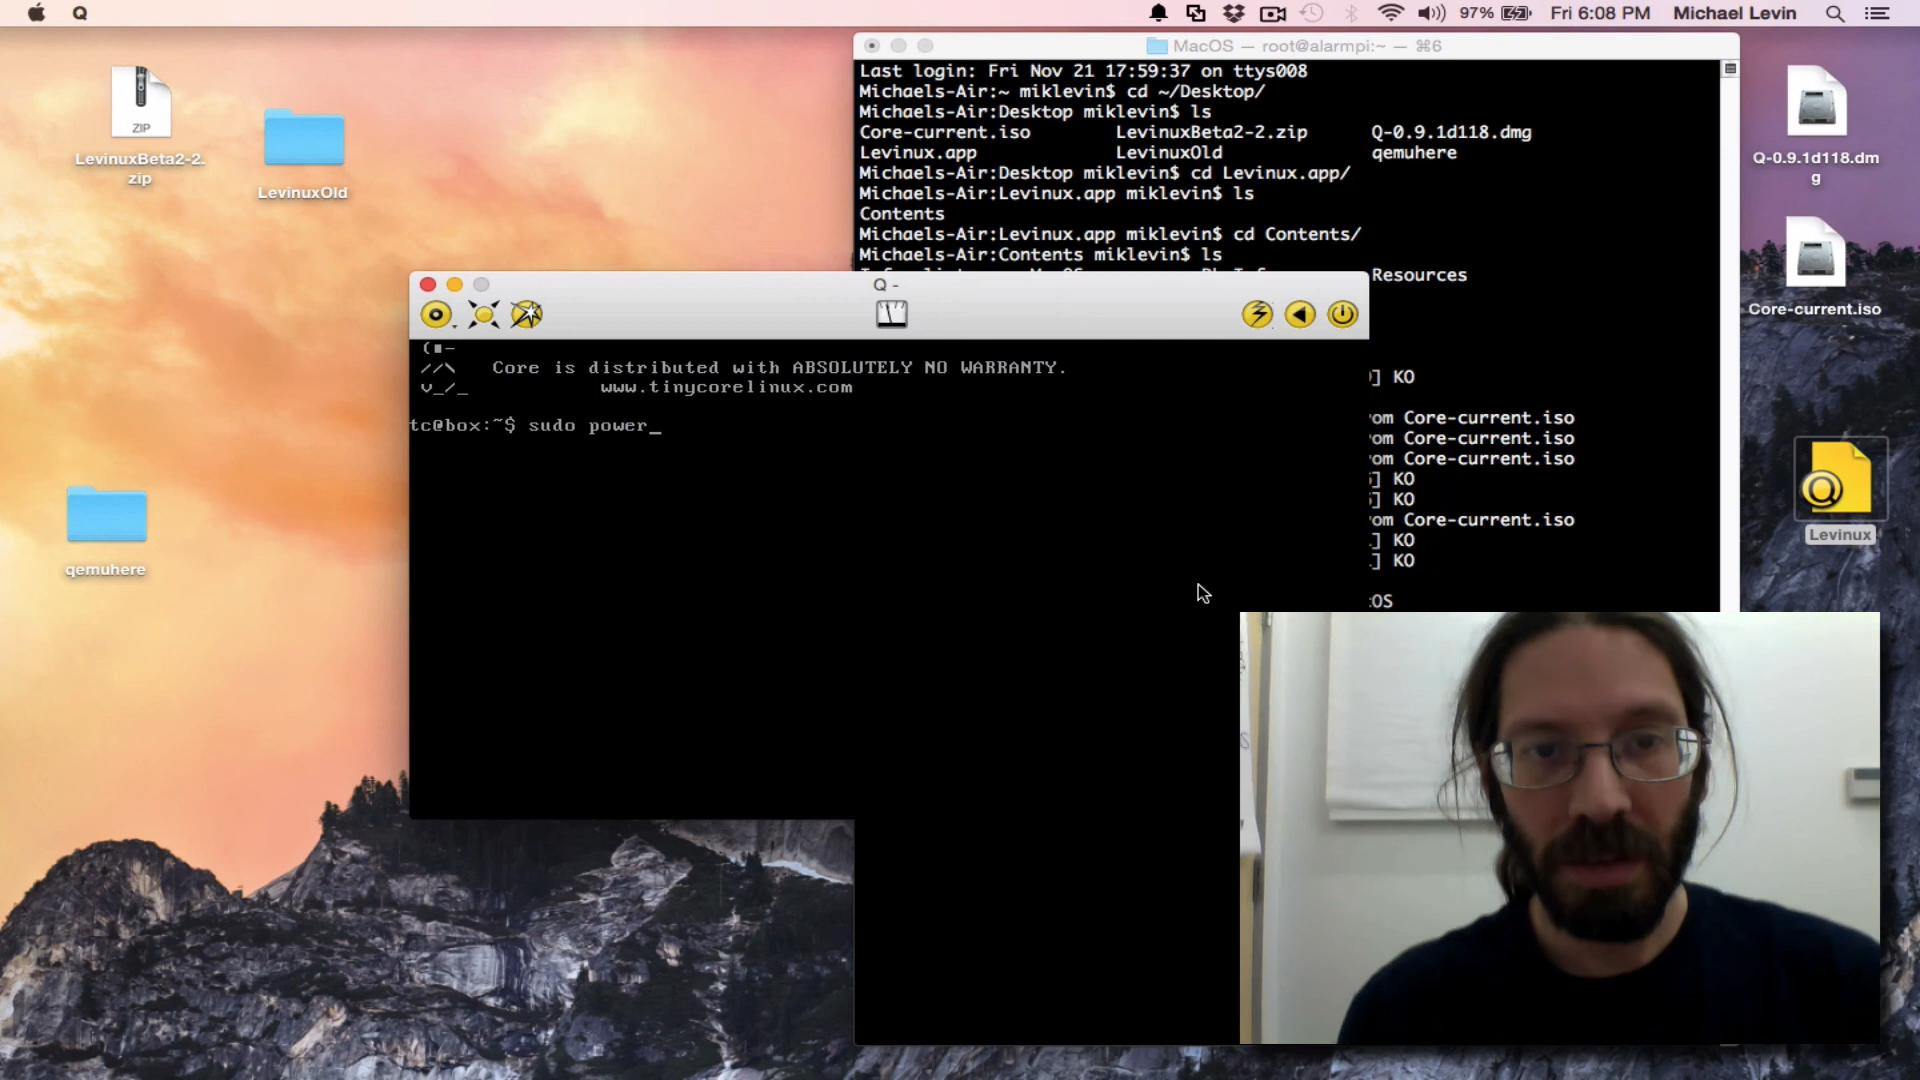 Q
97%
Fri 6:08 PM
Michael Levin
MacOS — root@alarmpi:~ — ⌘6
Last login: Fri Nov 21 17:59:37 on ttys008
Michaels-Air:~ miklevin$ cd ~/Desktop/
Michaels-Air:Desktop miklevin$ ls
Core-current.iso LevinuxBeta2-2.zip Q-0.9.1d118.dmg
Levinux.app LevinuxOld qemuhere
Michaels-Air:Desktop miklevin$ cd Levinux.app/
Michaels-Air:Levinux.app miklevin$ ls
Contents
Michaels-Air:Levinux.app miklevin$ cd Contents/
Michaels-Air:Contents miklevin$ ls
Resources
] KO
om Core-current.iso
om Core-current.iso
om Core-current.iso
] KO
] KO
om Core-current.iso
] KO
] KO
OS
Q -
(▪-
//\ Core is distributed with ABSOLUTELY NO WARRANTY.
v_/_ www.tinycorelinux.com
tc@box:~$ sudo power_
ZIP
LevinuxBeta2-2.
zip
LevinuxOld
qemuhere
Q-0.9.1d118.dm
g
Core-current.iso
Levinux